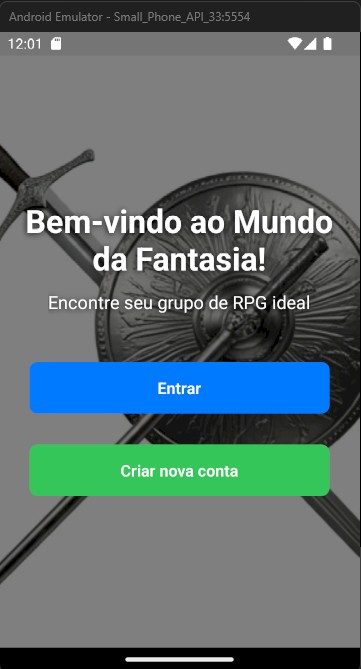 Android Emulator - Small_Phone_API_33:5554
12:01
Bem-vindo ao Mundo
da Fantasia!
Encontre seu grupo de RPG ideal
Entrar
Criar nova conta